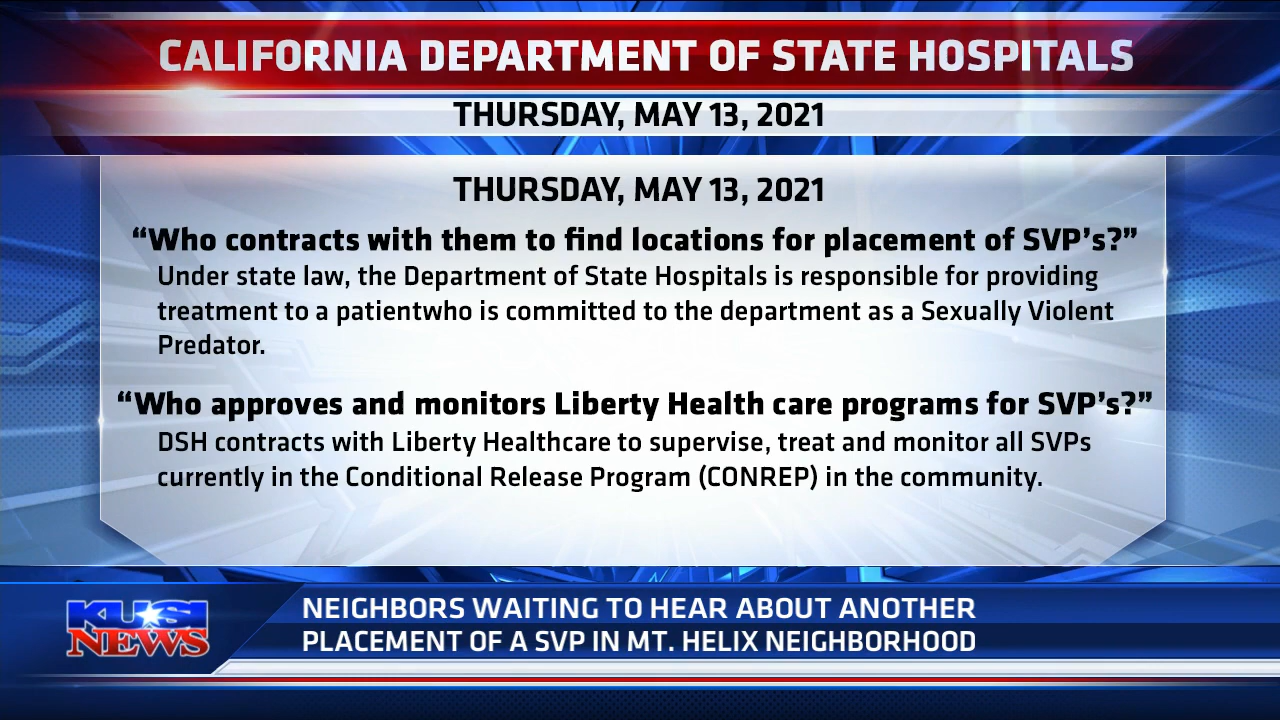 CALIFORNIA DEPARTMENT OF STATE HOSPITALS
THURSDAY, MAY 13, 2021
THURSDAY, MAY 13, 2021
“Who contracts with them to find locations for placement of SVP’s?”
Under state law, the Department of State Hospitals is responsible for providing
treatment to a patientwho is committed to the department as a Sexually Violent
Predator.
“Who approves and monitors Liberty Health care programs for SVP’s?”
DSH contracts with Liberty Healthcare to supervise, treat and monitor all SVPs
currently in the Conditional Release Program (CONREP) in the community.
KUSI
NEWS
NEIGHBORS WAITING TO HEAR ABOUT ANOTHER
PLACEMENT OF A SVP IN MT. HELIX NEIGHBORHOOD